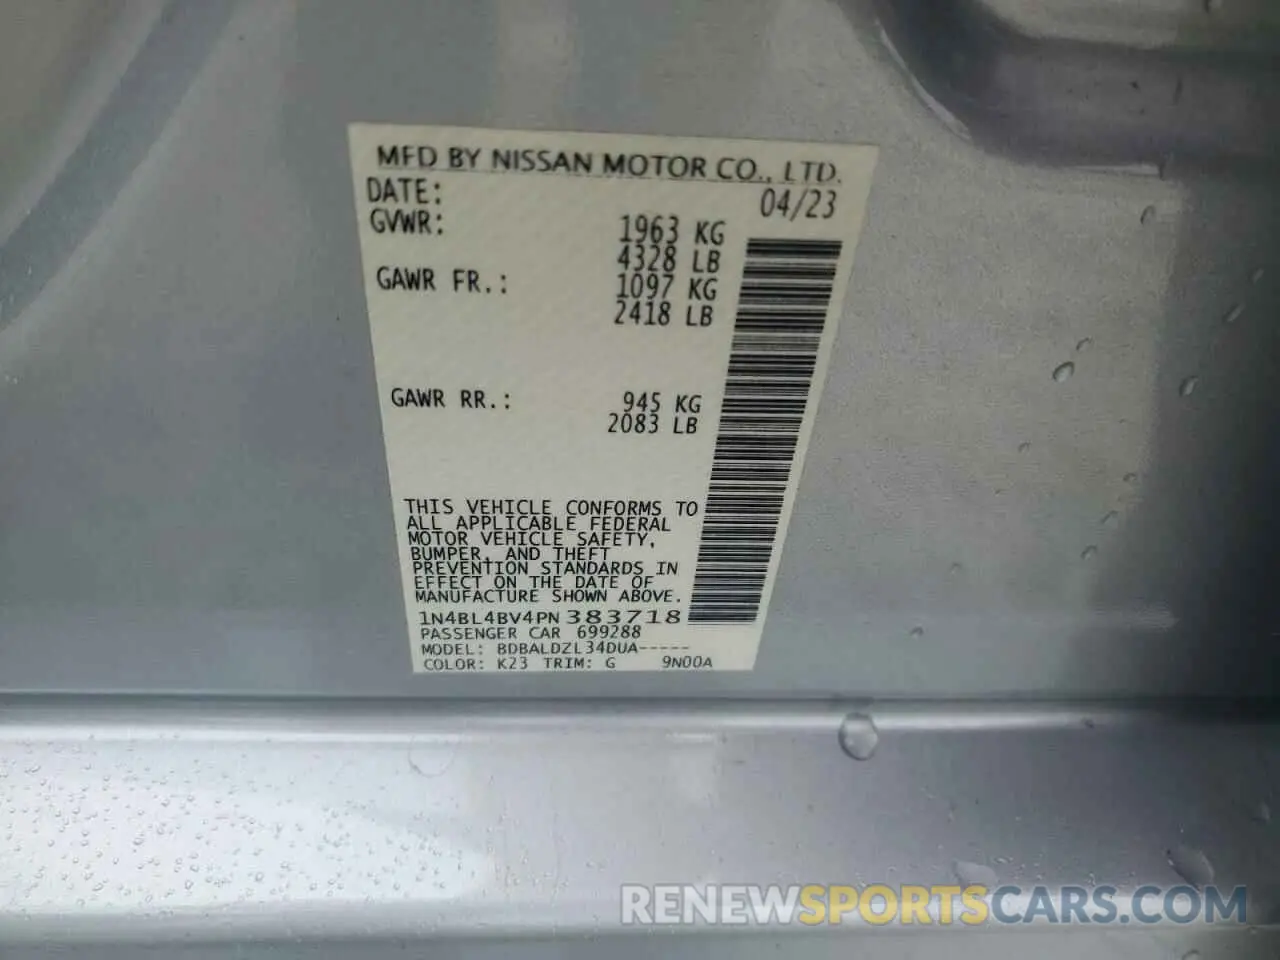 MFD BY NISSAN MOTOR CO., LTD.
DATE: 04/23
GVWR: 1963 KG
4328 LB
GAWR FR.: 1097 KG
2418 LB
GAWR RR.: 945 KG
2083 LB
THIS VEHICLE CONFORMS TO
ALL APPLICABLE FEDERAL
MOTOR VEHICLE SAFETY,
BUMPER, AND THEFT
PREVENTION STANDARDS IN
EFFECT ON THE DATE OF
MANUFACTURE SHOWN ABOVE.
1N4BL4BV4PN383718
PASSENGER CAR 699288
MODEL: BDBALDZL34DUA-----
COLOR: K23 TRIM: G 9N00A
RENEWSPORTSCARS.COM